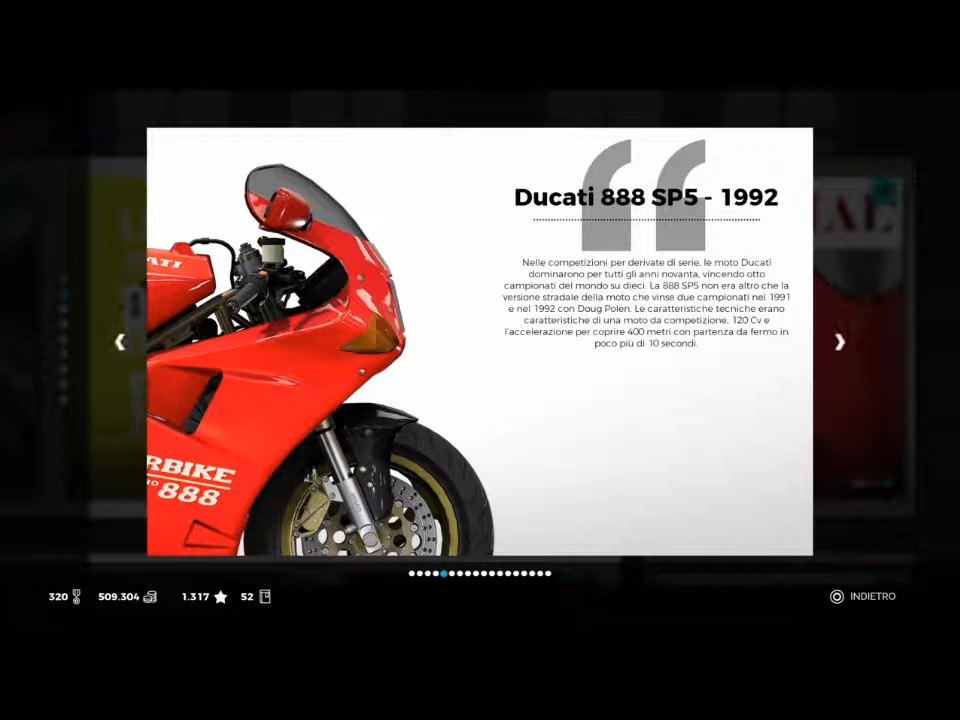 Ducati 888 SP5 - 1992
Nelle competizioni per derivate di serie, le moto Ducati
dominarono per tutti gli anni novanta, vincendo otto
campionati del mondo su dieci. La 888 SP5 non era altro che la
versione stradale della moto che vinse due campionati nel 1991
e nel 1992 con Doug Polen. Le caratteristiche tecniche erano
caratteristiche di una moto da competizione, 120 Cv e
l'accelerazione per coprire 400 metri con partenza da fermo in
poco più di 10 secondi.
ATI
RBIKE
888
320
509.304
1.317
52
INDIETRO